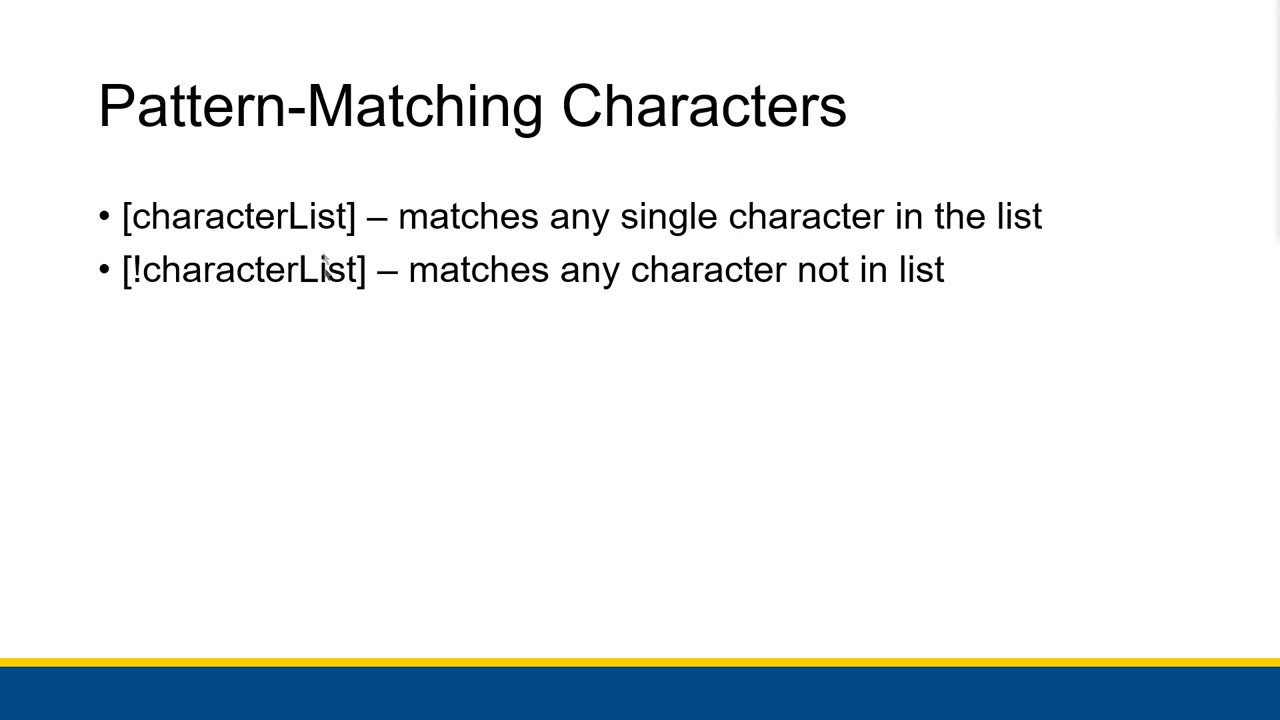 Pattern-Matching Characters
• [characterList] – matches any single character in the list
• [!characterList] – matches any character not in list